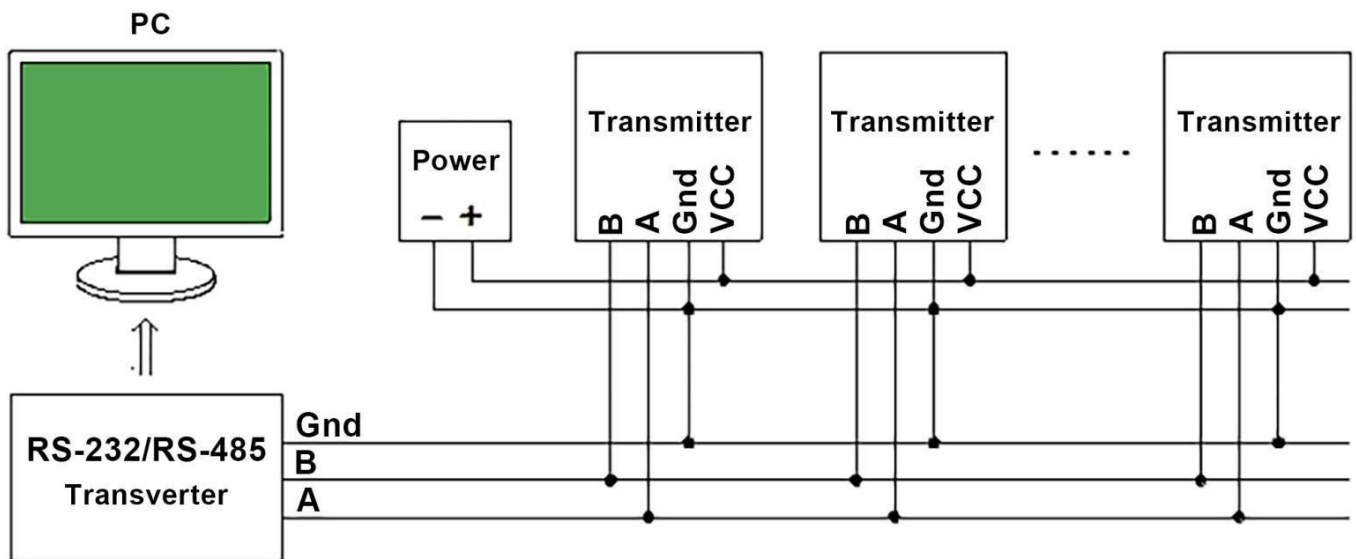 PC
Power
− +
Transmitter
B A Gnd VCC
Transmitter
B A Gnd VCC
......
Transmitter
B A Gnd VCC
RS-232/RS-485
Transverter
Gnd
B
A